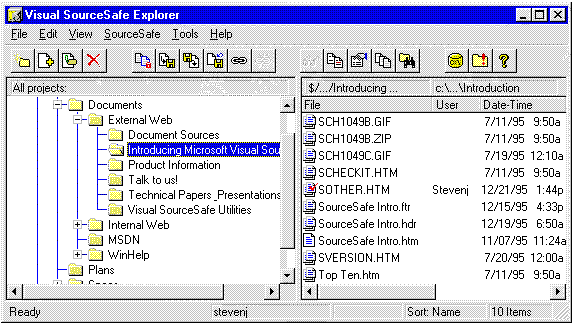 Visual SourceSafe Explorer
File Edit View SourceSafe Tools Help
All projects:
Documents
External Web
Document Sources
Introducing Microsoft Visual Sou
Product Information
Talk to us!
Technical Papers_Presentations
Visual SourceSafe Utilities
Internal Web
MSDN
WinHelp
Plans
$/.../Introducing ... c:\...\Introduction
File User Date-Time
SCH1049B.GIF 7/11/95 9:50a
SCH1049B.ZIP 7/11/95 9:50a
SCH1049C.GIF 7/19/95 12:10a
SCHECKIT.HTM 7/11/95 9:50a
SOTHER.HTM Stevenj 12/21/95 1:44p
SourceSafe Intro.ftr 12/15/95 4:33p
SourceSafe Intro.hdr 12/19/95 6:50a
SourceSafe Intro.htm 11/07/95 11:24a
SVERSION.HTM 7/20/95 12:00a
Top Ten.htm 7/11/95 9:50a
Ready stevenj Sort: Name 10 Items